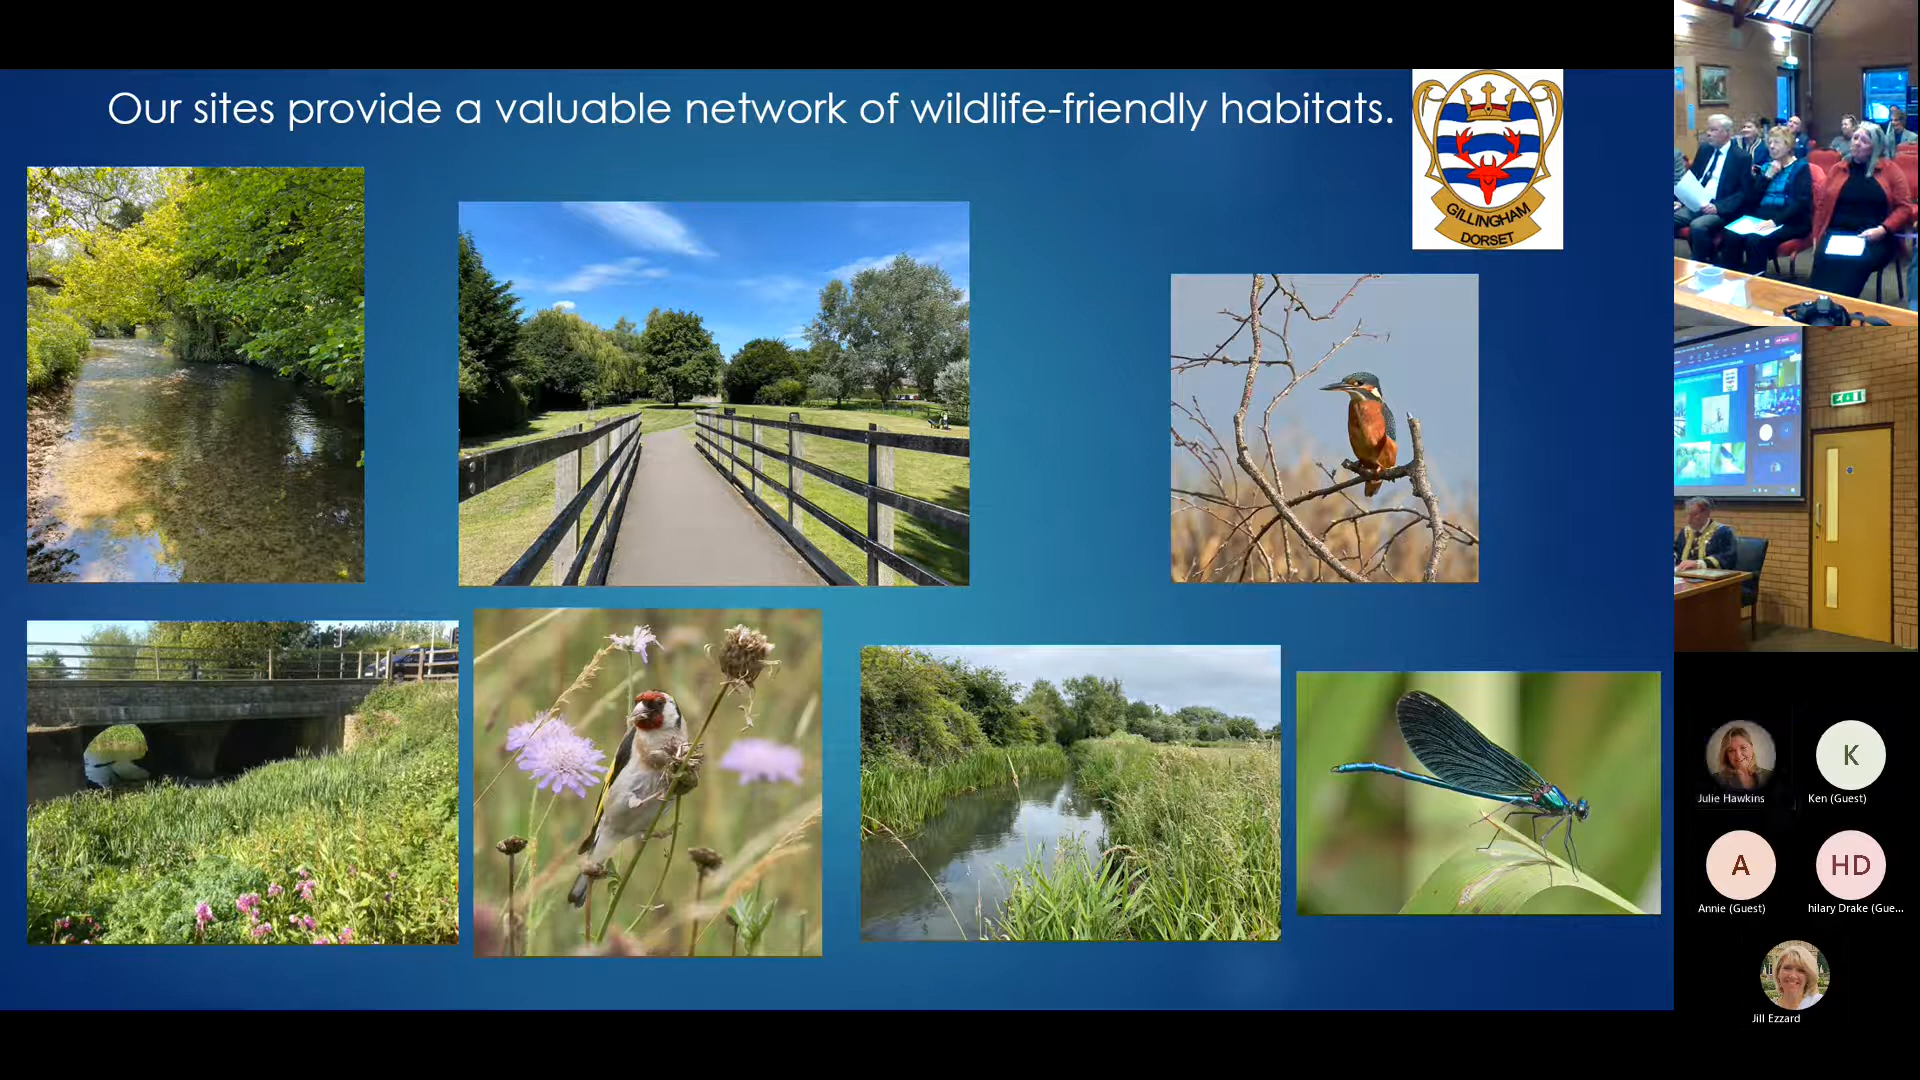 Our sites provide a valuable network of wildlife-friendly habitats.
GILLINGHAM
DORSET
Julie Hawkins
K
Ken (Guest)
A
Annie (Guest)
HD
hilary Drake (Gue...
Jill Ezzard